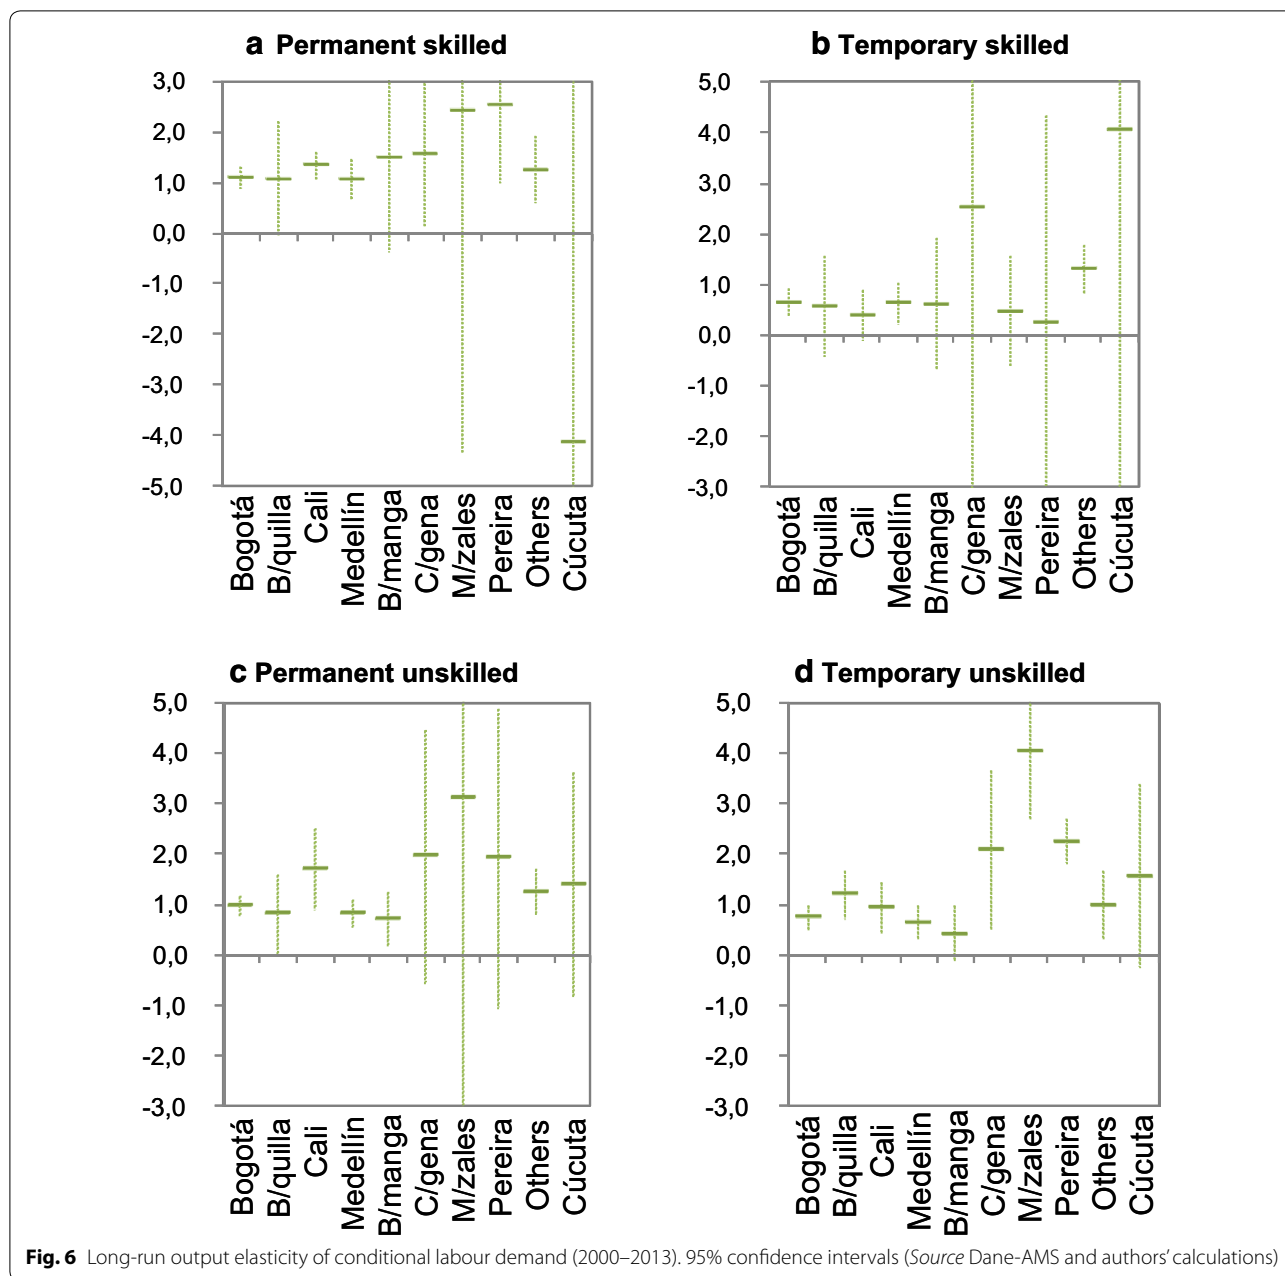 a Permanent skilled
3,0
2,0
1,0
0,0
-1,0
-2,0
-3,0
-4,0
-5,0
Bogotá
B/quilla
Cali
Medellín
B/manga
C/gena
M/zales
Pereira
Others
Cúcuta
b Temporary skilled
5,0
4,0
3,0
2,0
1,0
0,0
-1,0
-2,0
-3,0
Bogotá
B/quilla
Cali
Medellín
B/manga
C/gena
M/zales
Pereira
Others
Cúcuta
c Permanent unskilled
5,0
4,0
3,0
2,0
1,0
0,0
-1,0
-2,0
-3,0
Bogotá
B/quilla
Cali
Medellín
B/manga
C/gena
M/zales
Pereira
Others
Cúcuta
d Temporary unskilled
5,0
4,0
3,0
2,0
1,0
0,0
-1,0
-2,0
-3,0
Bogotá
B/quilla
Cali
Medellín
B/manga
C/gena
M/zales
Pereira
Others
Cúcuta
Fig. 6 Long-run output elasticity of conditional labour demand (2000–2013). 95% confidence intervals (Source Dane-AMS and authors' calculations)